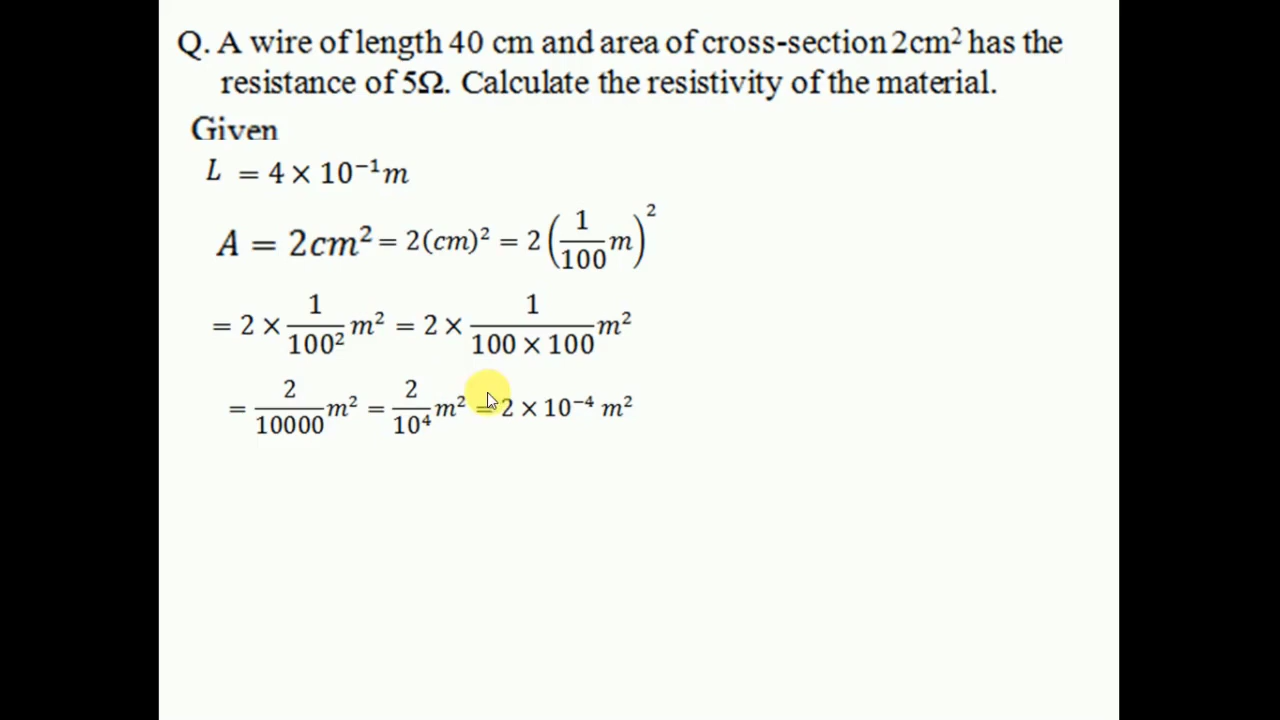 Q. A wire of length 40 cm and area of cross-section 2cm² has the
resistance of 5Ω. Calculate the resistivity of the material.
Given
L = 4 × 10⁻¹m
A = 2cm² = 2(cm)² = 2(1/100 m)²
= 2 × 1/100² m² = 2 × 1/(100 × 100) m²
= 2/10000 m² = 2/10⁴ m² = 2 × 10⁻⁴ m²